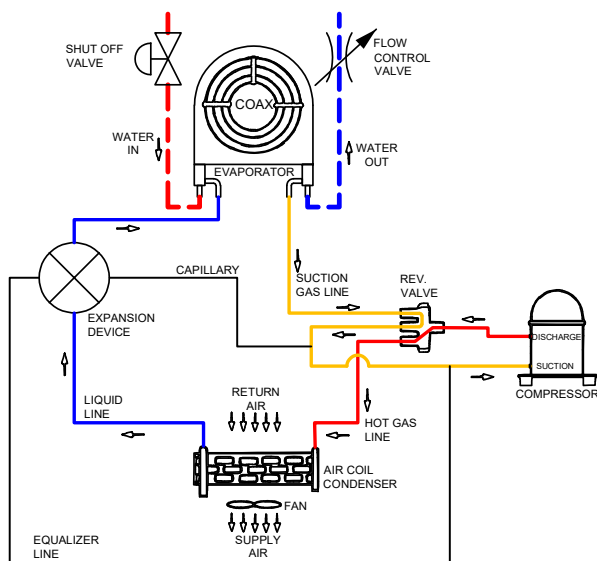 SHUT OFF
VALVE
FLOW
CONTROL
VALVE
COAX
WATER
IN
WATER
OUT
EVAPORATOR
CAPILLARY
SUCTION
GAS LINE
REV.
VALVE
EXPANSION
DEVICE
DISCHARGE
SUCTION
COMPRESSOR
RETURN
AIR
LIQUID
LINE
HOT GAS
LINE
AIR COIL
CONDENSER
FAN
SUPPLY
AIR
EQUALIZER
LINE